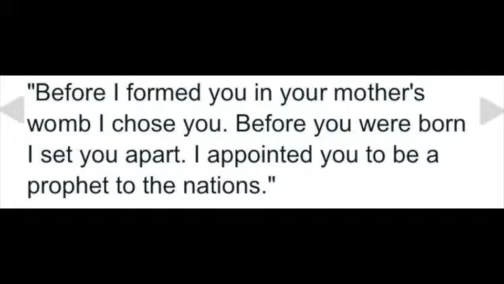 "Before I formed you in your mother's
womb I chose you. Before you were born
I set you apart. I appointed you to be a
prophet to the nations."